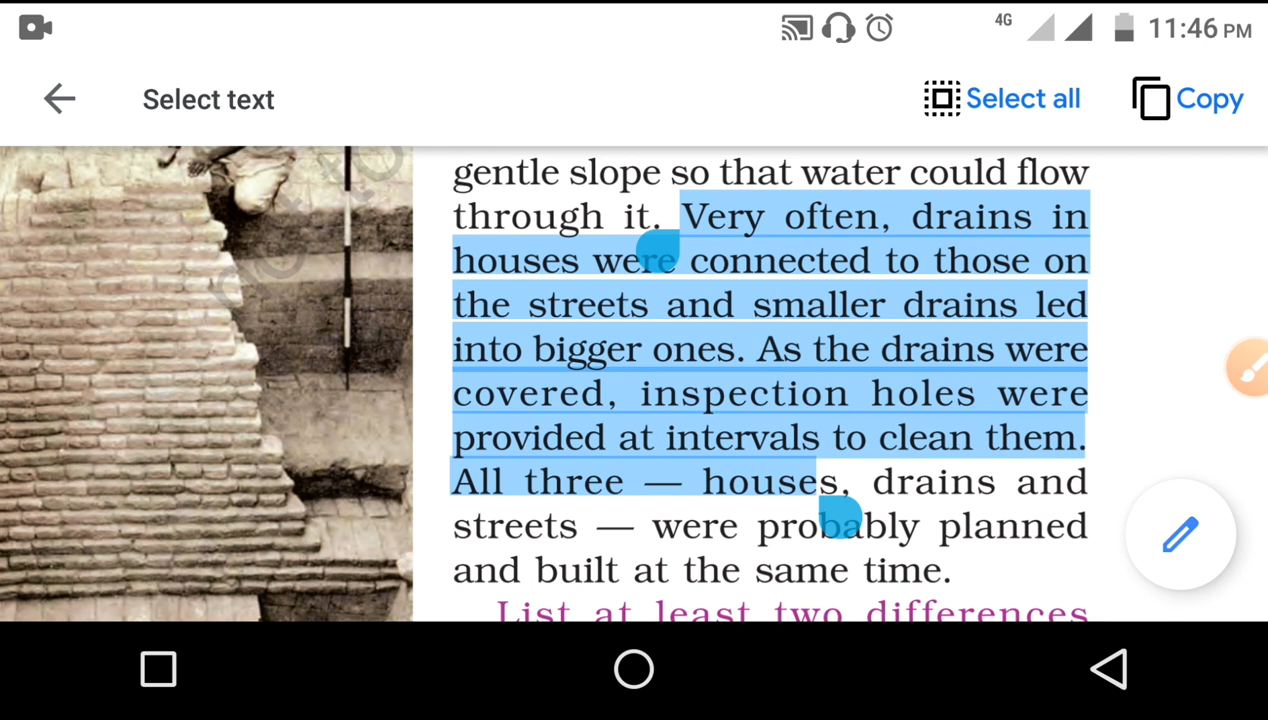 4G 11:46 PM
Select text Select all Copy
gentle slope so that water could flow
through it. Very often, drains in
houses were connected to those on
the streets and smaller drains led
into bigger ones. As the drains were
covered, inspection holes were
provided at intervals to clean them.
All three — houses, drains and
streets — were probably planned
and built at the same time.
List at least two differences